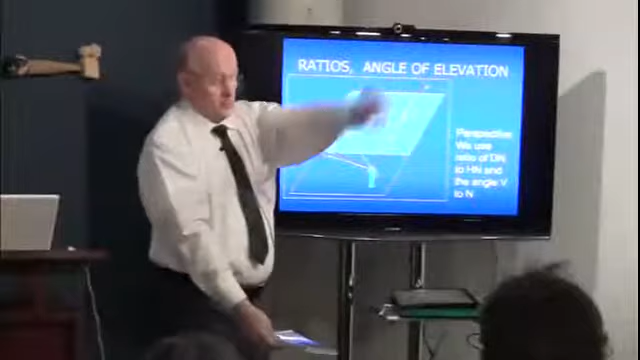 RATIOS, ANGLE OF ELEVATION
Perspective:
We use
ratio of DN
to HN and
the angle V
to N